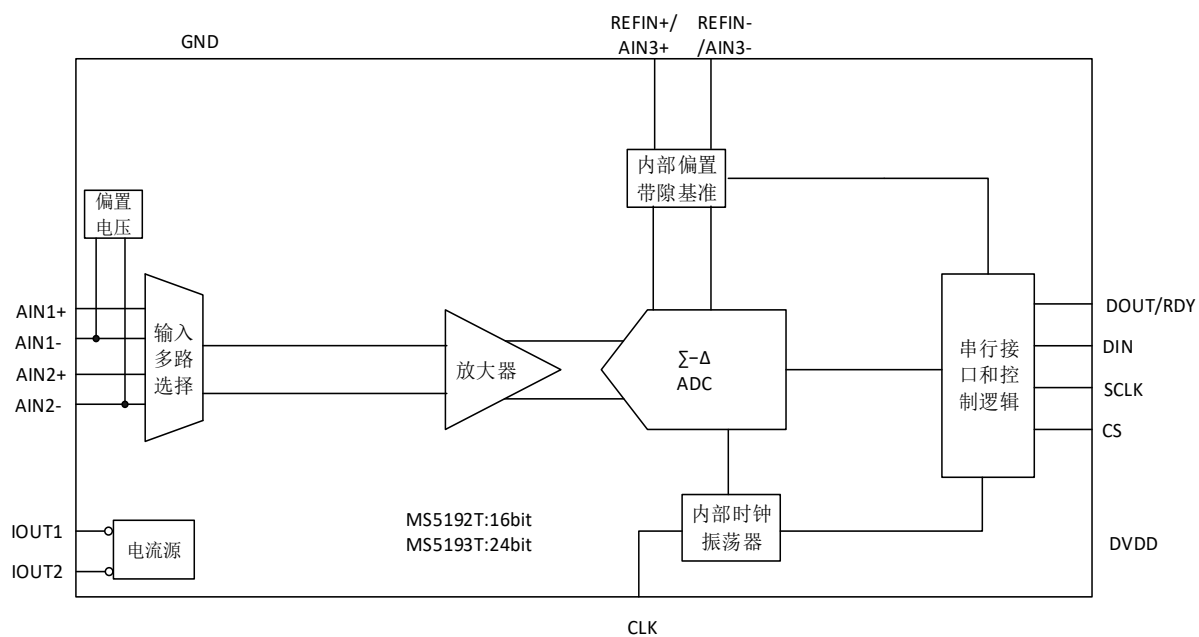 REFIN+/
AIN3+
REFIN-
/AIN3-
GND
内部偏置
带隙基准
偏置
电压
AIN1+
AIN1-
AIN2+
AIN2-
输入
多路
选择
放大器
∑-Δ
ADC
串行接
口和控
制逻辑
DOUT/RDY
DIN
SCLK
CS
IOUT1
IOUT2
电流源
MS5192T:16bit
MS5193T:24bit
内部时钟
振荡器
DVDD
CLK